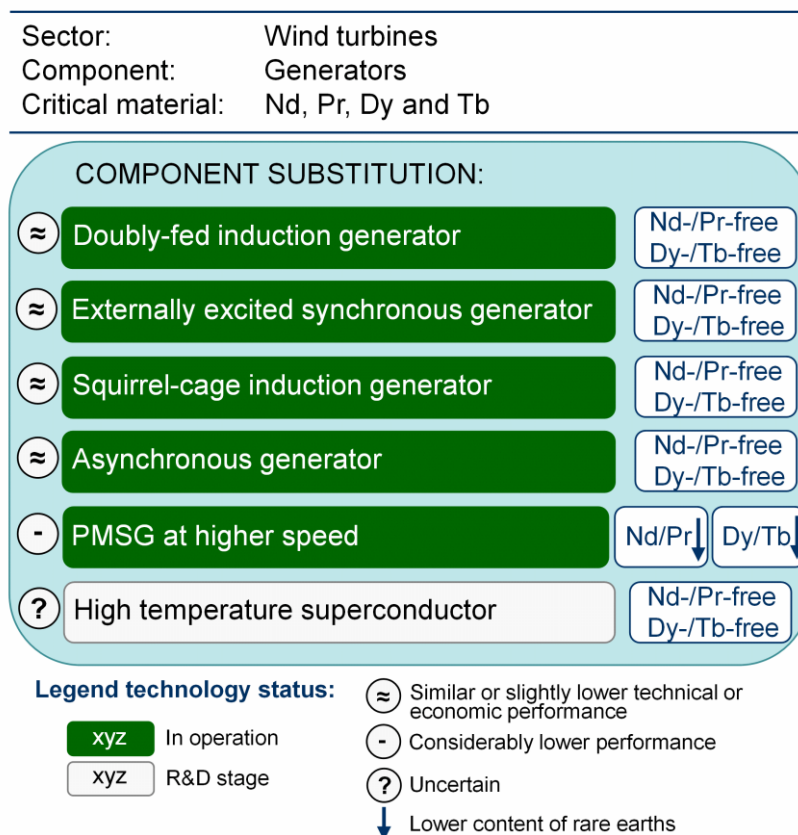 Sector: Wind turbines
Component: Generators
Critical material: Nd, Pr, Dy and Tb
COMPONENT SUBSTITUTION:
≈ Doubly-fed induction generator Nd-/Pr-free
Dy-/Tb-free
≈ Externally excited synchronous generator Nd-/Pr-free
Dy-/Tb-free
≈ Squirrel-cage induction generator Nd-/Pr-free
Dy-/Tb-free
≈ Asynchronous generator Nd-/Pr-free
Dy-/Tb-free
- PMSG at higher speed Nd/Pr↓ Dy/Tb↓
? High temperature superconductor Nd-/Pr-free
Dy-/Tb-free
Legend technology status:
xyz In operation
xyz R&D stage
≈ Similar or slightly lower technical or
economic performance
- Considerably lower performance
? Uncertain
↓ Lower content of rare earths